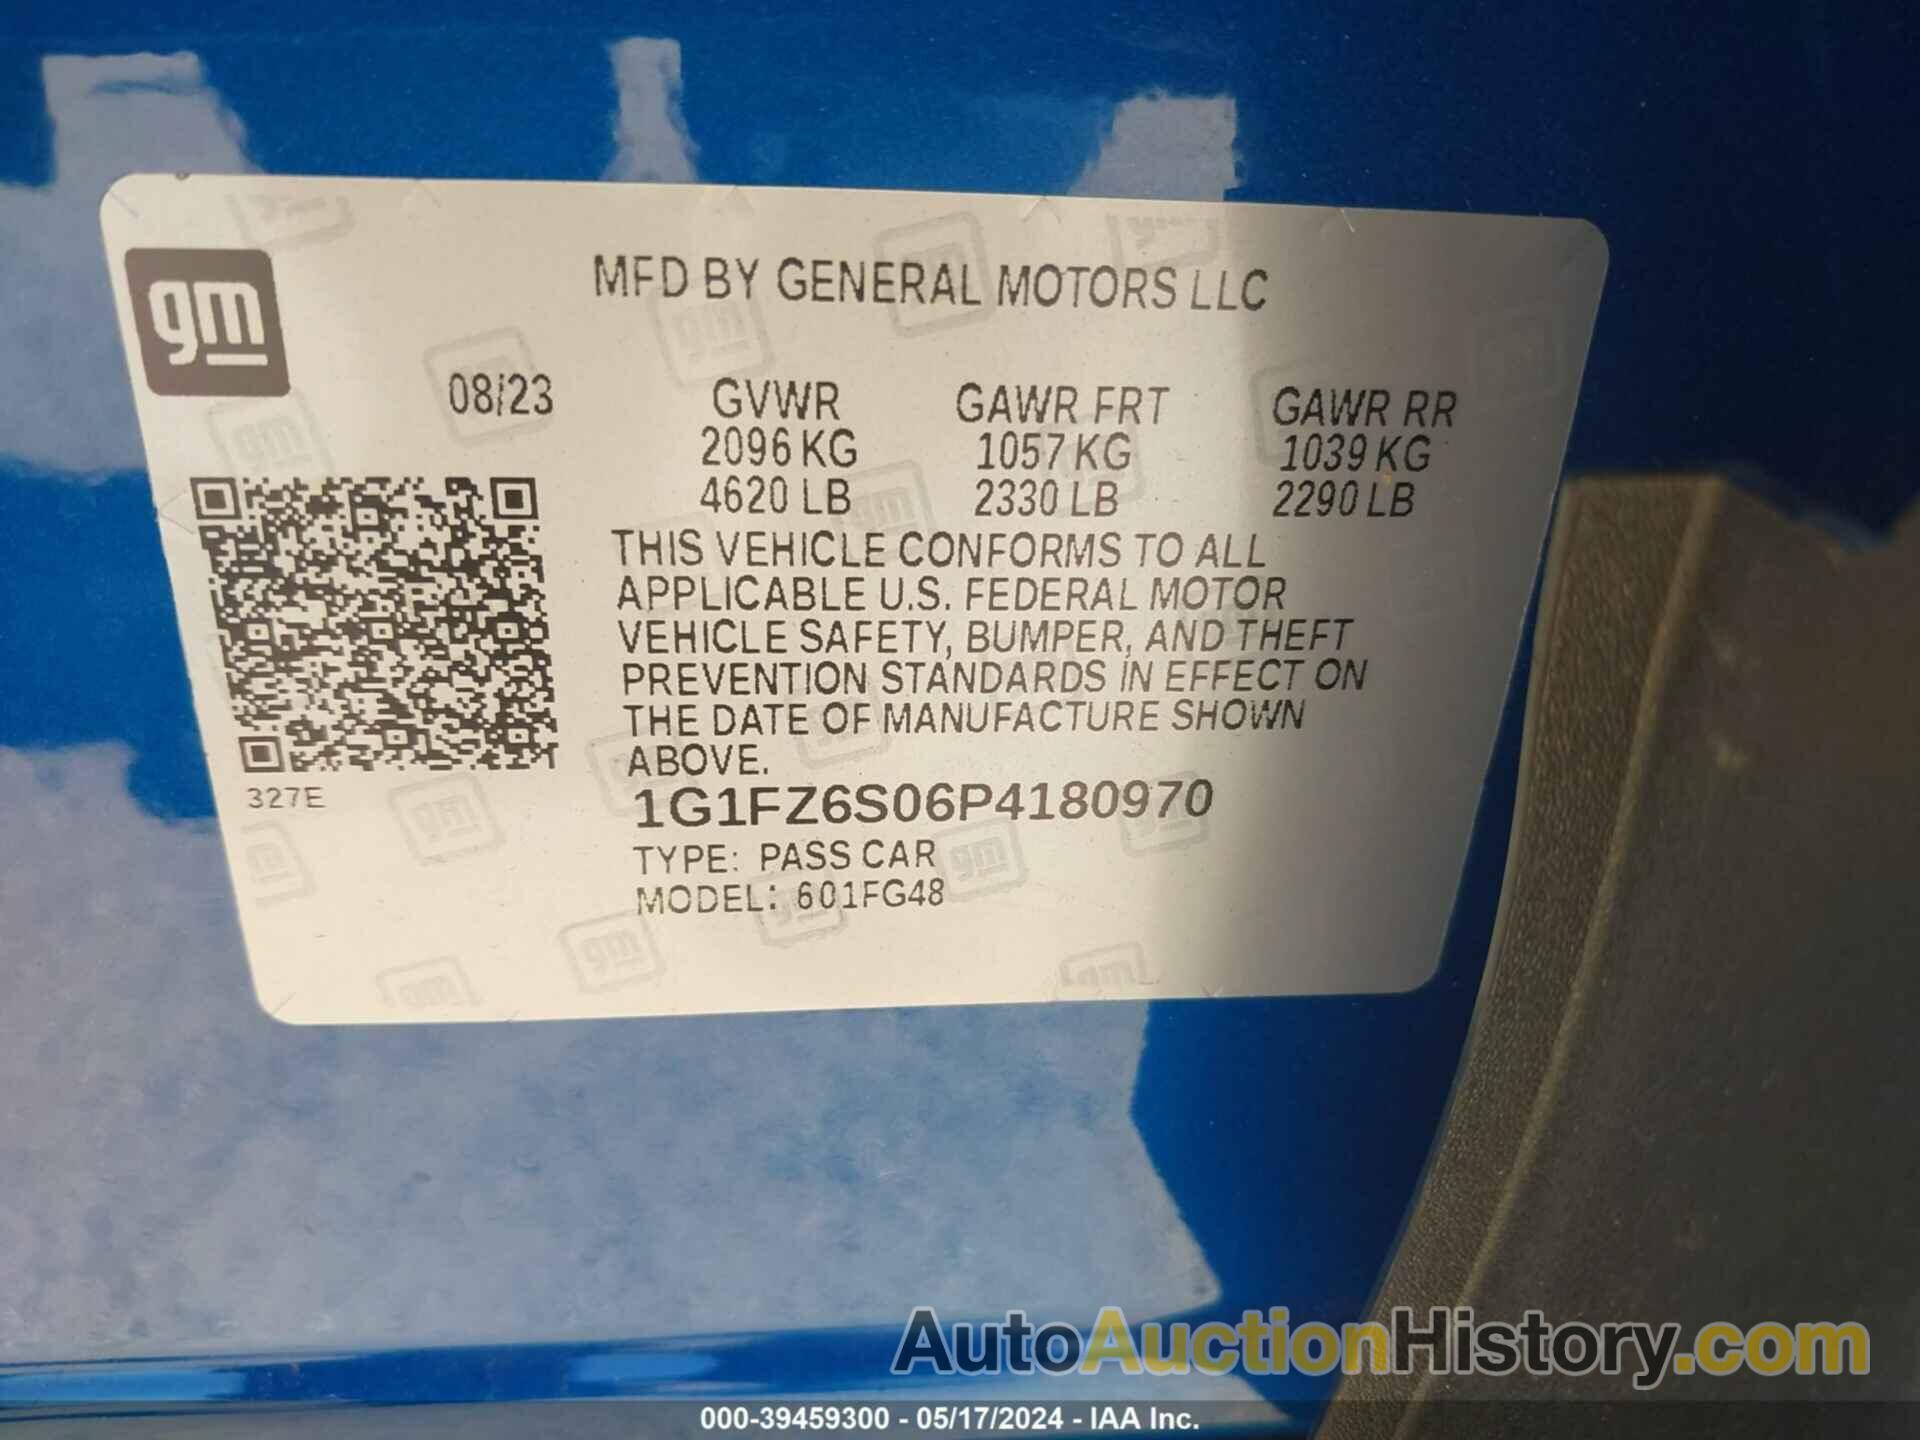 gm
MFD BY GENERAL MOTORS LLC
08/23 GVWR GAWR FRT GAWR RR
2096 KG 1057 KG 1039 KG
4620 LB 2330 LB 2290 LB
THIS VEHICLE CONFORMS TO ALL
APPLICABLE U.S. FEDERAL MOTOR
VEHICLE SAFETY, BUMPER, AND THEFT
PREVENTION STANDARDS IN EFFECT ON
THE DATE OF MANUFACTURE SHOWN
ABOVE.
327E
1G1FZ6S06P4180970
TYPE: PASS CAR
MODEL: 601FG48
AutoAuctionHistory.com
000-39459300 - 05/17/2024 - IAA Inc.